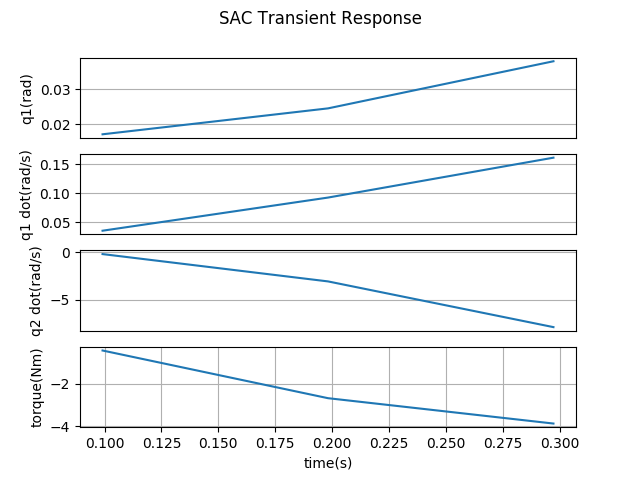 SAC Transient Response
q1(rad)
0.03
0.02
q1 dot(rad/s)
0.15
0.10
0.05
q2 dot(rad/s)
0
−5
torque(Nm)
−2
−4
0.100 0.125 0.150 0.175 0.200 0.225 0.250 0.275 0.300
time(s)